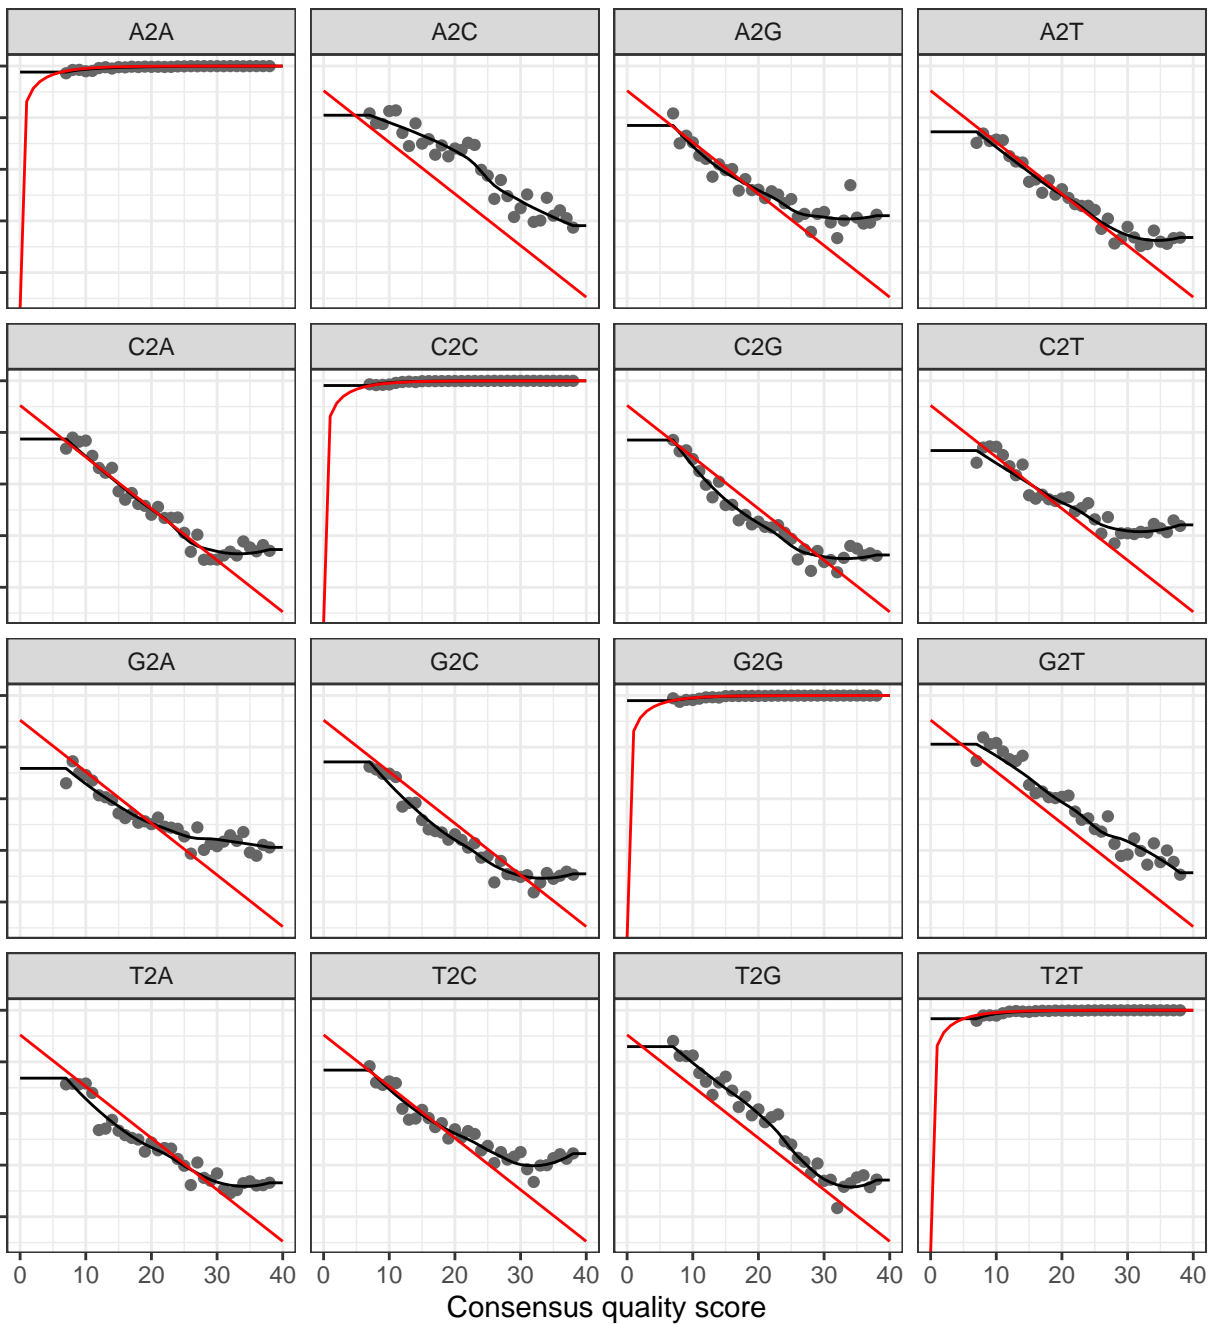 A2A A2C A2G A2T
C2A C2C C2G C2T
G2A G2C G2G G2T
T2A T2C T2G T2T
0 10 20 30 40 0 10 20 30 40 0 10 20 30 40 0 10 20 30 40
Consensus quality score